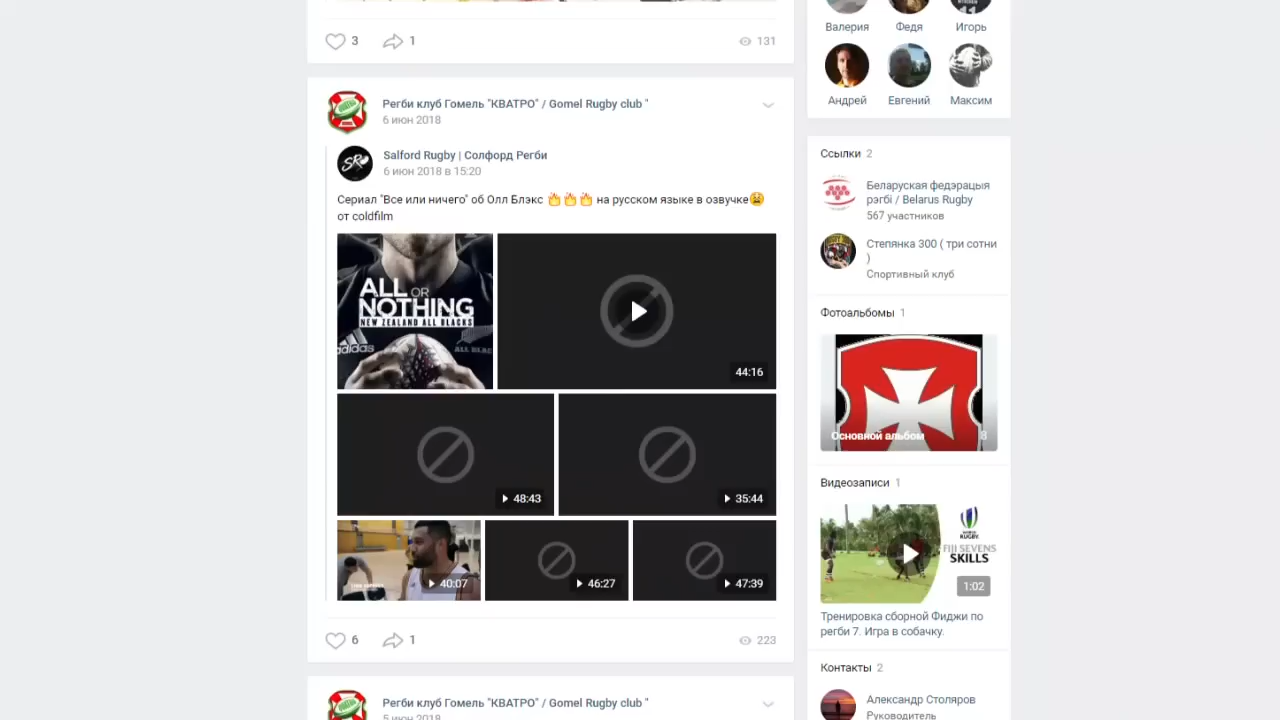 3
1
131
Регби клуб Гомель "КВАТРО" / Gomel Rugby club "
6 июн 2018
Salford Rugby | Солфорд Регби
6 июн 2018 в 15:20
Сериал "Все или ничего" об Олл Блэкс 🔥🔥🔥 на русском языке в озвучке😫
от coldfilm
ALL OR
NOTHING
NEW ZEALAND ALL BLACKS
adidas
44:16
48:43
35:44
40:07
46:27
47:39
6
1
223
Регби клуб Гомель "КВАТРО" / Gomel Rugby club "
5 июн 2018
Валерия
Федя
Игорь
Андрей
Евгений
Максим
Ссылки 2
Беларуская федэрацыя
рэгбі / Belarus Rugby
567 участников
Степянка 300 ( три сотни
)
Спортивный клуб
Фотоальбомы 1
Основной альбом
8
Видеозаписи 1
RUGBY
FIJI SEVENS
SKILLS
1:02
Тренировка сборной Фиджи по
регби 7. Игра в собачку.
Контакты 2
Александр Столяров
Руководитель